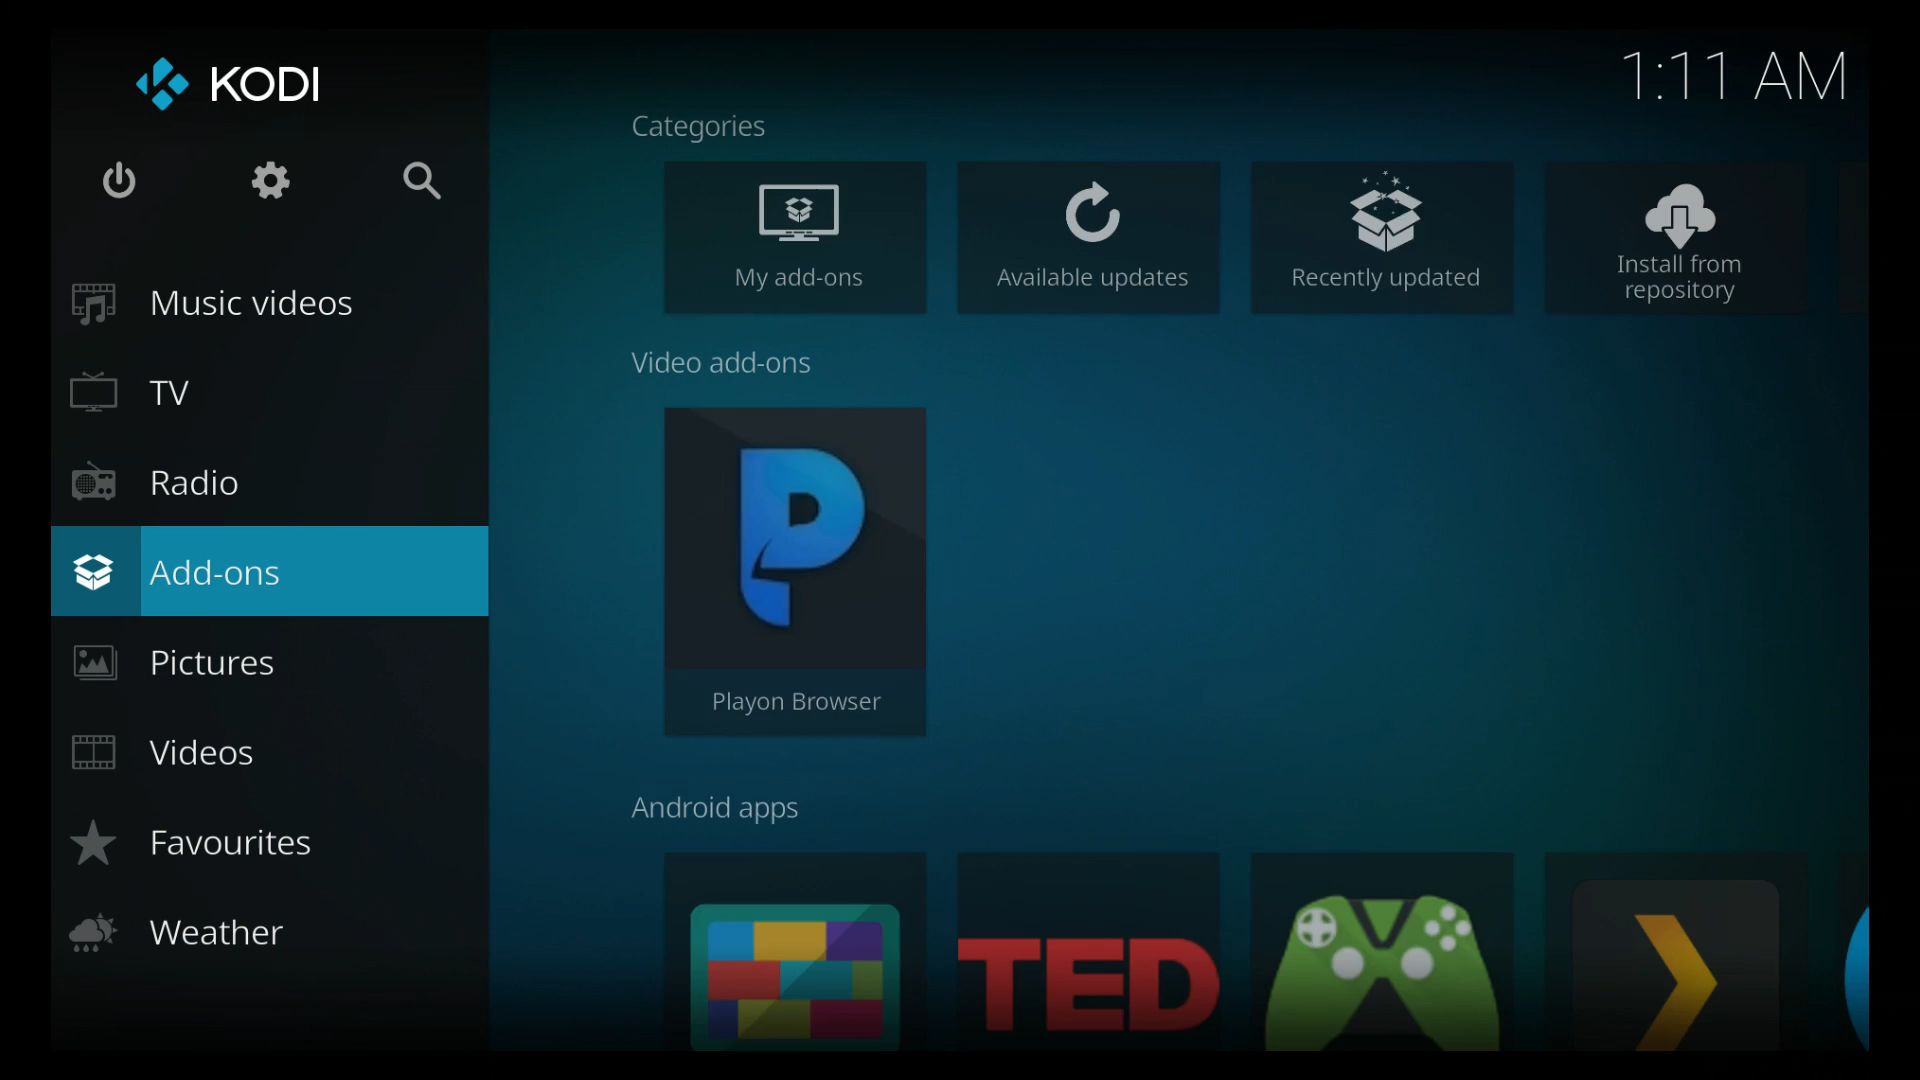 KODI
1:11 AM
Music videos
TV
Radio
Add-ons
Pictures
Videos
Favourites
Weather
Categories
My add-ons
Available updates
Recently updated
Install from
repository
Video add-ons
Playon Browser
Android apps
TED